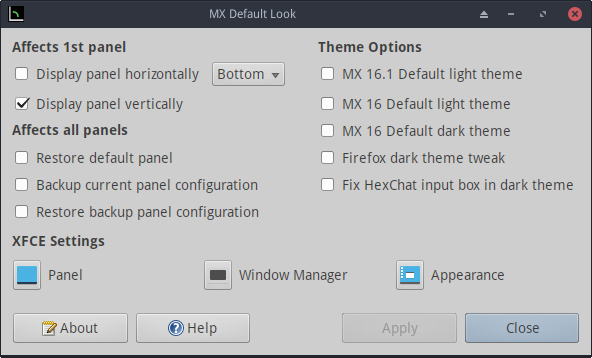 MX Default Look
Affects 1st panel
Display panel horizontally Bottom
Display panel vertically
Affects all panels
Restore default panel
Backup current panel configuration
Restore backup panel configuration
Theme Options
MX 16.1 Default light theme
MX 16 Default light theme
MX 16 Default dark theme
Firefox dark theme tweak
Fix HexChat input box in dark theme
XFCE Settings
Panel Window Manager Appearance
About Help Apply Close